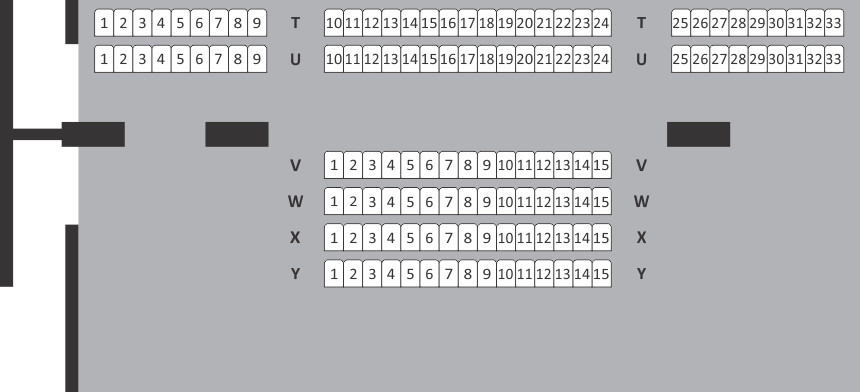 1 2 3 4 5 6 7 8 9 T 10 11 12 13 14 15 16 17 18 19 20 21 22 23 24 T 25 26 27 28 29 30 31 32 33
1 2 3 4 5 6 7 8 9 U 10 11 12 13 14 15 16 17 18 19 20 21 22 23 24 U 25 26 27 28 29 30 31 32 33
V 1 2 3 4 5 6 7 8 9 10 11 12 13 14 15 V
W 1 2 3 4 5 6 7 8 9 10 11 12 13 14 15 W
X 1 2 3 4 5 6 7 8 9 10 11 12 13 14 15 X
Y 1 2 3 4 5 6 7 8 9 10 11 12 13 14 15 Y